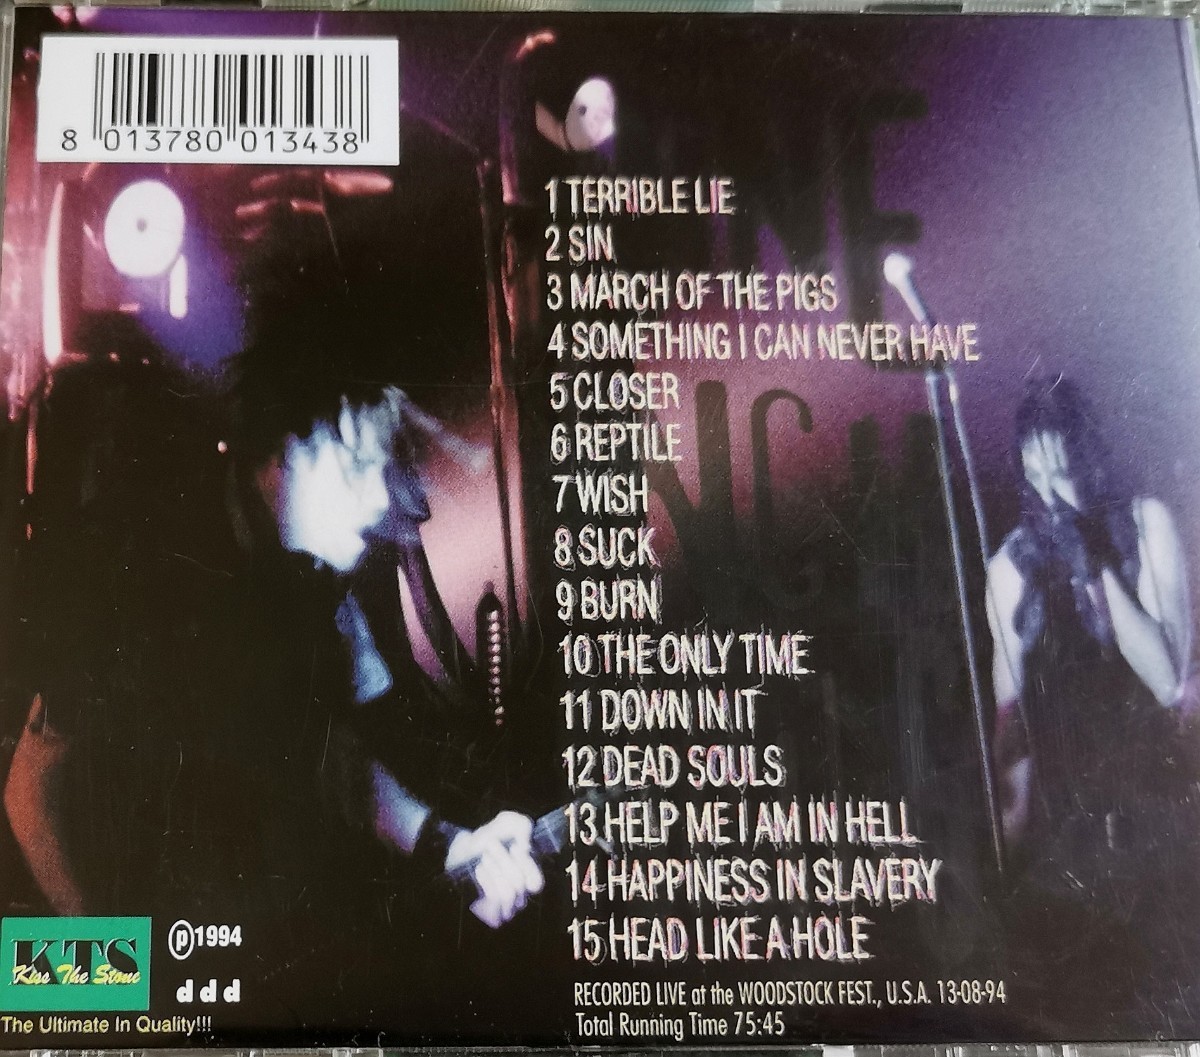 8 013780 013438
1 TERRIBLE LIE
2 SIN
3 MARCH OF THE PIGS
4 SOMETHING I CAN NEVER HAVE
5 CLOSER
6 REPTILE
7 WISH
8 SUCK
9 BURN
10 THE ONLY TIME
11 DOWN IN IT
12 DEAD SOULS
13 HELP ME I AM IN HELL
14 HAPPINESS IN SLAVERY
15 HEAD LIKE A HOLE
RECORDED LIVE at the WOODSTOCK FEST., U.S.A. 13-08-94
Total Running Time 75:45
KTS
Kiss The Stone
The Ultimate In Quality!!!
℗1994
d d d